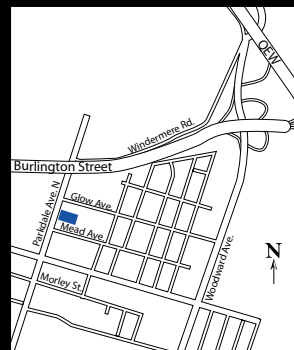 QEW
Windermere Rd.
Burlington Street
Parkdale Ave. N
Glow Ave.
Mead Ave.
Morley St.
Woodward Ave.
N